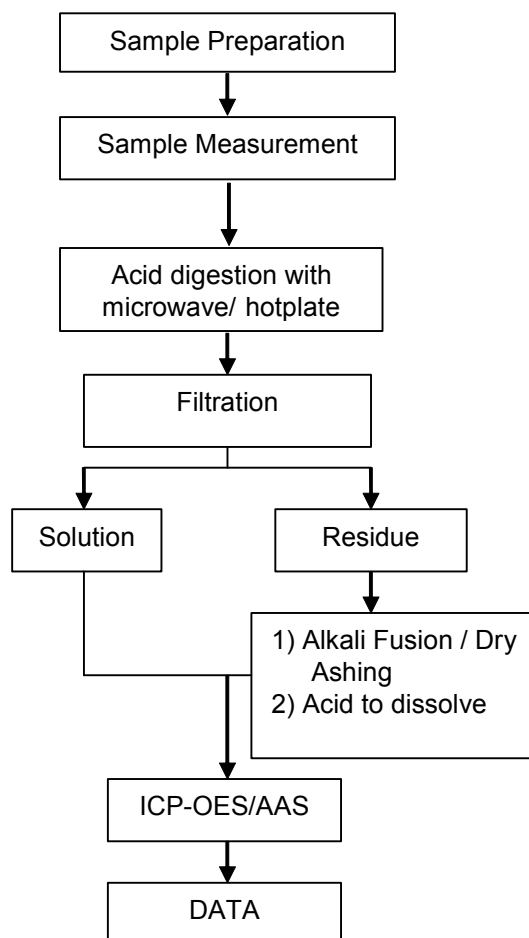 Sample Preparation
Sample Measurement
Acid digestion with
microwave/ hotplate
Filtration
Solution
Residue
1) Alkali Fusion / Dry
Ashing
2) Acid to dissolve
ICP-OES/AAS
DATA